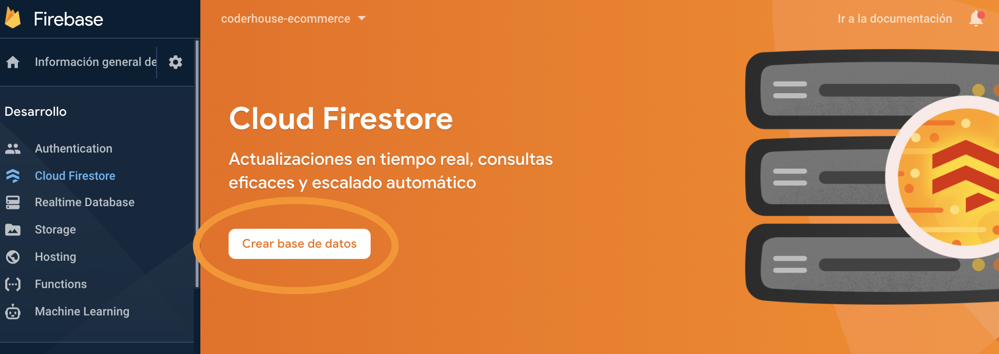 Firebase
coderhouse-ecommerce
Ir a la documentación
Información general de
Desarrollo
Authentication
Cloud Firestore
Realtime Database
Storage
Hosting
Functions
Machine Learning
Cloud Firestore
Actualizaciones en tiempo real, consultas
eficaces y escalado automático
Crear base de datos